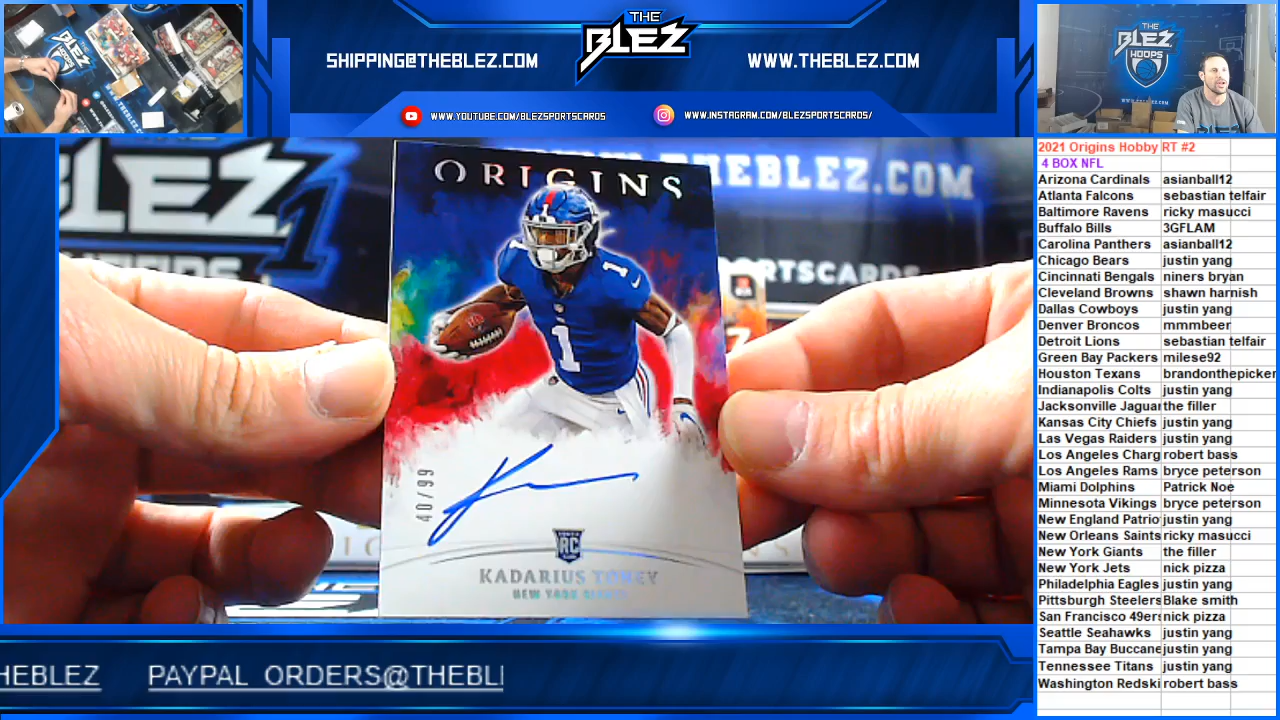 THE
BLEZ
SHIPPING@THEBLEZ.COM
WWW.THEBLEZ.COM
WWW.YOUTUBE.COM/BLEZSPORTSCARDS
WWW.INSTAGRAM.COM/BLEZSPORTSCARDS/
THE
BLEZ
HOOPS
THEBLEZ.COM
ORIGINS
1
1
40/99
RC
KADARIUS TONEY
NEW YORK GIANTS
2021 Origins Hobby RT #2
4 BOX NFL
Arizona Cardinals asianball12
Atlanta Falcons sebastian telfair
Baltimore Ravens ricky masucci
Buffalo Bills 3GFLAM
Carolina Panthers asianball12
Chicago Bears justin yang
Cincinnati Bengals niners bryan
Cleveland Browns shawn harnish
Dallas Cowboys justin yang
Denver Broncos mmmbeer
Detroit Lions sebastian telfair
Green Bay Packers milese92
Houston Texans brandonthepicker
Indianapolis Colts justin yang
Jacksonville Jaguar the filler
Kansas City Chiefs justin yang
Las Vegas Raiders justin yang
Los Angeles Charg robert bass
Los Angeles Rams bryce peterson
Miami Dolphins Patrick Noe
Minnesota Vikings bryce peterson
New England Patrio justin yang
New Orleans Saints ricky masucci
New York Giants the filler
New York Jets nick pizza
Philadelphia Eagles justin yang
Pittsburgh Steelers Blake smith
San Francisco 49ers nick pizza
Seattle Seahawks justin yang
Tampa Bay Buccane justin yang
Tennessee Titans justin yang
Washington Redski robert bass
HEBLEZ PAYPAL ORDERS@THEBL